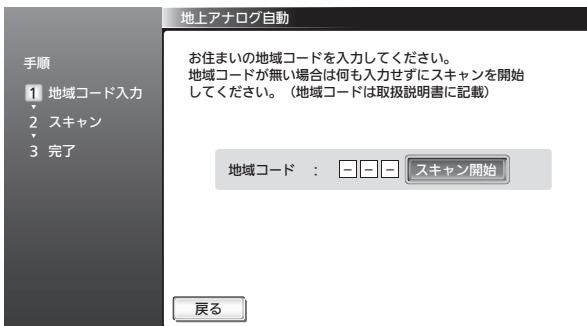 地上アナログ自動
手順
1 地域コード入力
2 スキャン
3 完了
お住まいの地域コードを入力してください。
地域コードが無い場合は何も入力せずにスキャンを開始
してください。（地域コードは取扱説明書に記載）
地域コード ： － － － スキャン開始
戻る